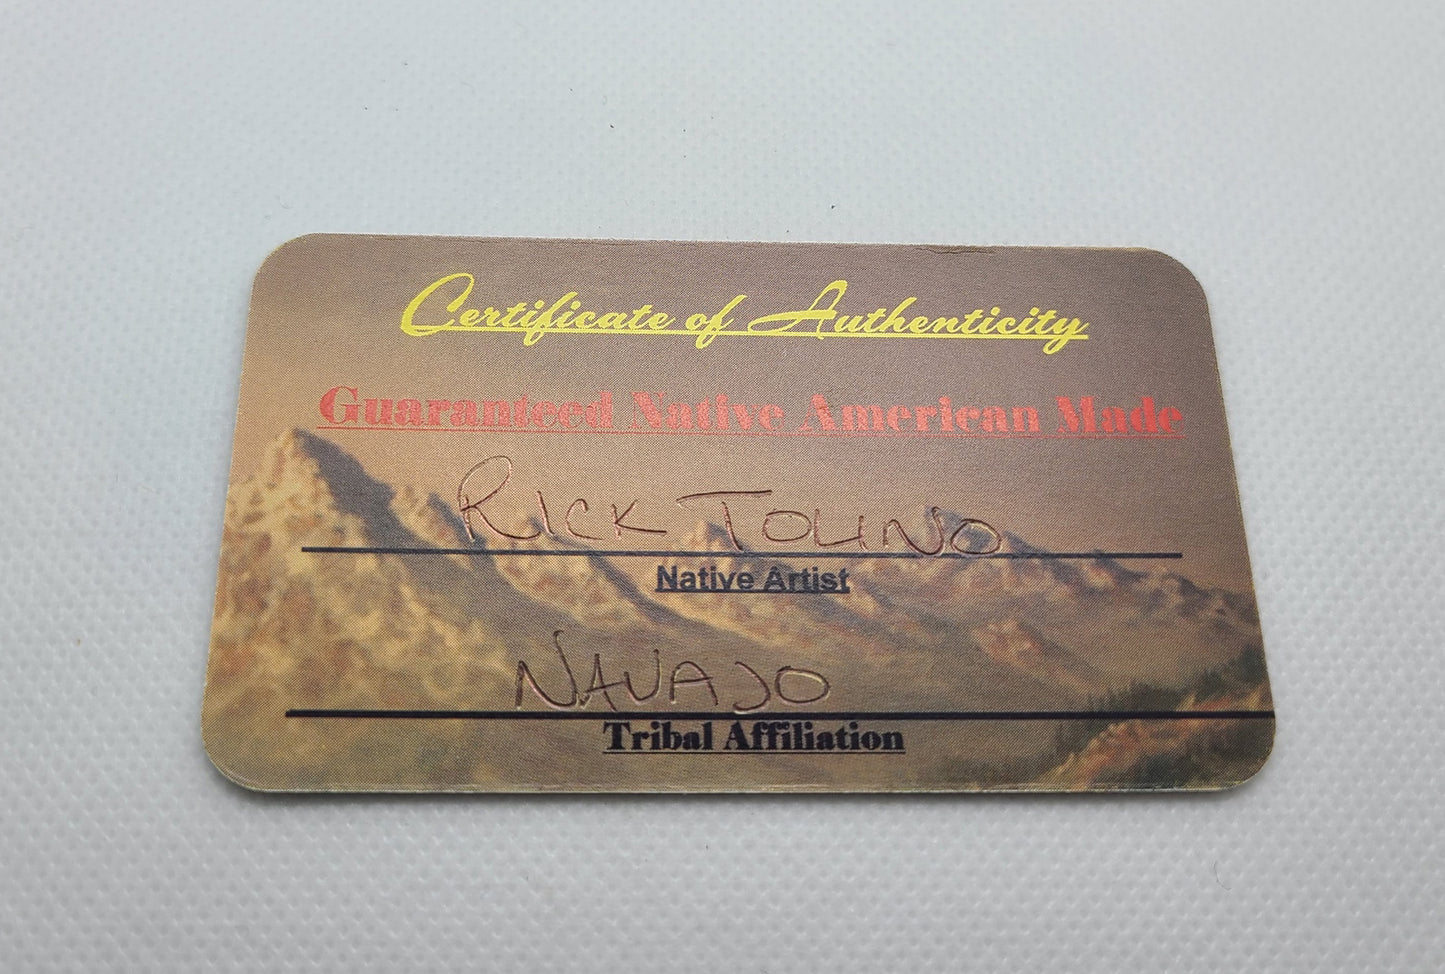 Certificate of Authenticity
Guaranteed Native American Made
RICK TOLINO
Native Artist
NAVAJO
Tribal Affiliation